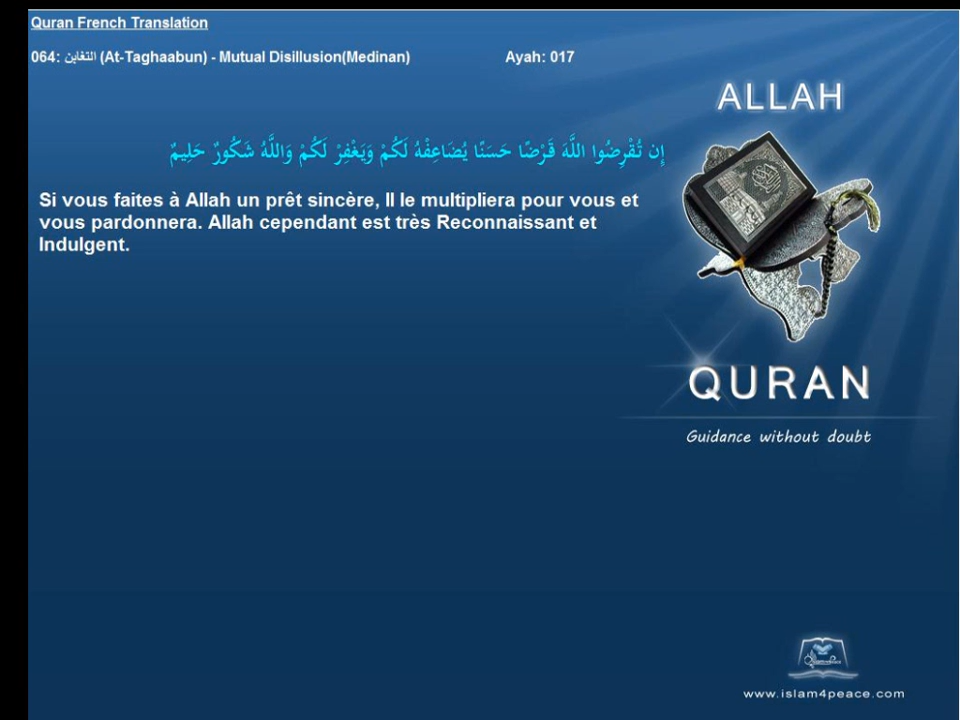 Quran French Translation
064: التغابن (At-Taghaabun) - Mutual Disillusion(Medinan) Ayah: 017
ALLAH
إِن تُقْرِضُوا اللَّهَ قَرْضًا حَسَنًا يُضَاعِفْهُ لَكُمْ وَيَغْفِرْ لَكُمْ وَاللَّهُ شَكُورٌ حَلِيمٌ
Si vous faites à Allah un prêt sincère, Il le multipliera pour vous et
vous pardonnera. Allah cependant est très Reconnaissant et
Indulgent.
QURAN
Guidance without doubt
www.islam4peace.com